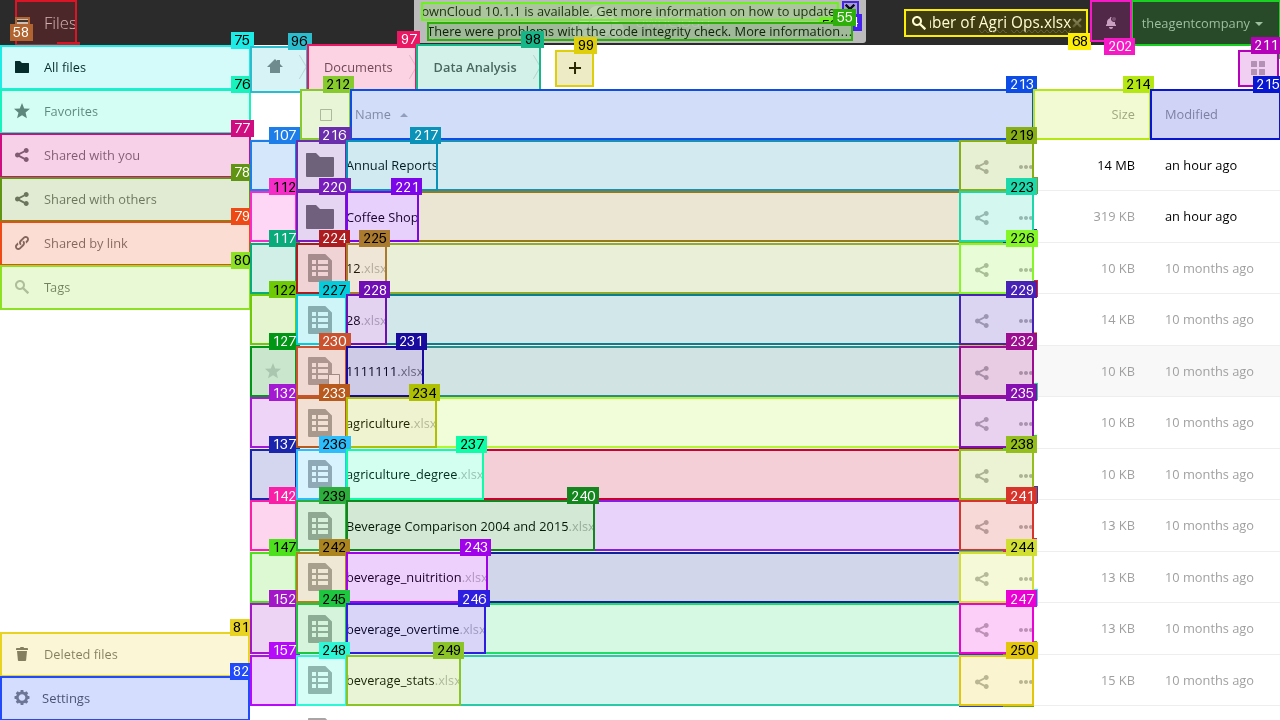 Files
58
ownCloud 10.1.1 is available. Get more information on how to update
There were problems with the code integrity check. More information...
55
ber of Agri Ops.xlsx
68
202
theagentcompany
75
96
97
98
99
211
All files
Documents
Data Analysis
+
76
212
213
214
215
Favorites
Name
Size
Modified
77
107
216
217
219
Shared with you
Annual Reports
14 MB
an hour ago
78
112
220
221
223
Shared with others
Coffee Shop
319 KB
an hour ago
79
117
224
225
226
Shared by link
12.xlsx
10 KB
10 months ago
80
122
227
228
229
Tags
28.xlsx
14 KB
10 months ago
127
230
231
232
1111111.xlsx
10 KB
10 months ago
132
233
234
235
agriculture.xlsx
10 KB
10 months ago
137
236
237
238
agriculture_degree.xlsx
10 KB
10 months ago
142
239
240
241
Beverage Comparison 2004 and 2015.xlsx
13 KB
10 months ago
147
242
243
244
beverage_nuitrition.xlsx
13 KB
10 months ago
152
245
246
247
beverage_overtime.xlsx
13 KB
10 months ago
81
157
248
249
250
Deleted files
beverage_stats.xlsx
15 KB
10 months ago
82
Settings